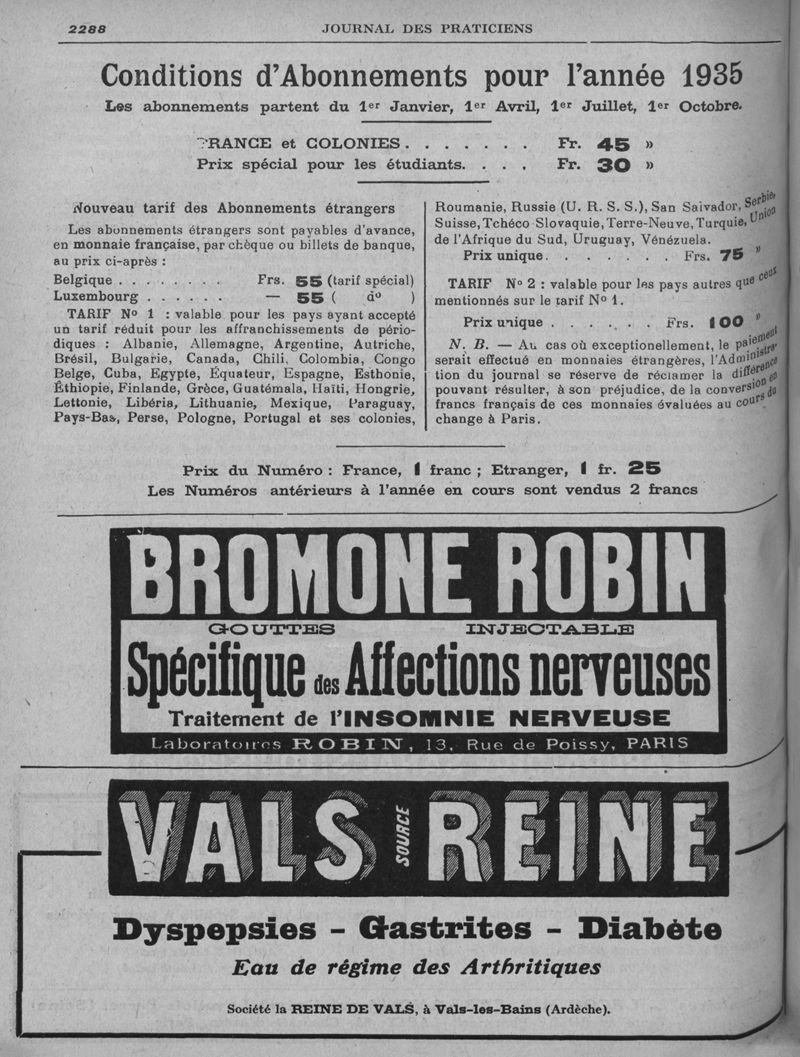 2288
JOURNAL DES PRATICIENS
Conditions d'Abonnements pour l'année 1935
Les abonnements partent du 1er Janvier, 1er Avril, 1er Juillet, 1er Octobre.
FRANCE et COLONIES. . . . . . . Fr. 45 »
Prix spécial pour les étudiants. . . . Fr. 30 »
Nouveau tarif des Abonnements étrangers
Les abonnements étrangers sont payables d'avance,
en monnaie française, par chèque ou billets de banque,
au prix ci-après :
Belgique . . . . . . . . Frs. 55 (tarif spécial)
Luxembourg . . . . . . — 55 ( do )
TARIF No 1 : valable pour les pays ayant accepté
un tarif réduit pour les affranchissements de pério-
diques : Albanie, Allemagne, Argentine, Autriche,
Brésil, Bulgarie, Canada, Chili, Colombia, Congo
Belge, Cuba, Egypte, Équateur, Espagne, Esthonie,
Éthiopie, Finlande, Grèce, Guatémala, Haïti, Hongrie,
Lettonie, Libéria, Lithuanie, Mexique, Paraguay,
Pays-Bas, Perse, Pologne, Portugal et ses colonies,
Roumanie, Russie (U. R. S. S.), San Salvador, Serbie,
Suisse, Tchéco-Slovaquie, Terre-Neuve, Turquie, Union
de l'Afrique du Sud, Uruguay, Vénézuela.
Prix unique. . . . . . . . Frs. 75 »
TARIF No 2 : valable pour les pays autres que ceux
mentionnés sur le tarif No 1.
Prix unique . . . . . . . Frs. 100 »
N. B. — Au cas où exceptionnellement, le paiement
serait effectué en monnaies étrangères, l'Administra-
tion du journal se réserve de réclamer la différence
pouvant résulter, à son préjudice, de la conversion en
francs français de ces monnaies évaluées au cours du
change à Paris.
Prix du Numéro : France, 1 franc ; Etranger, 1 fr. 25
Les Numéros antérieurs à l'année en cours sont vendus 2 francs
BROMONE ROBIN
GOUTTES INJECTABLE
Spécifique des Affections nerveuses
Traitement de l'INSOMNIE NERVEUSE
Laboratoires ROBIN, 13, Rue de Poissy, PARIS
VALS SOURCE REINE
Dyspepsies - Gastrites - Diabète
Eau de régime des Arthritiques
Société la REINE DE VALS, à Vals-les-Bains (Ardèche).